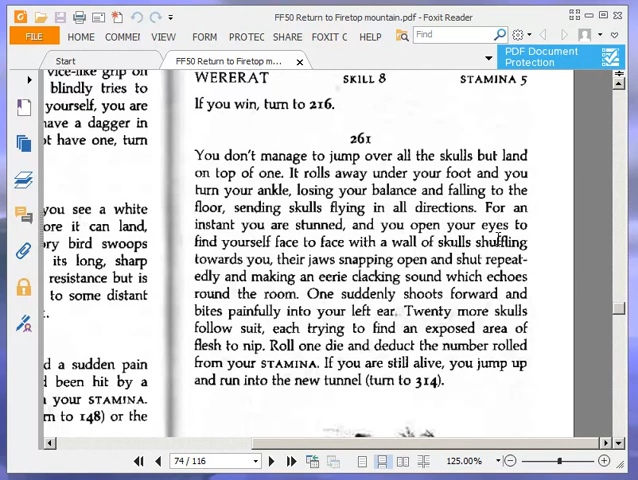 FF50 Return to Firetop mountain.pdf - Foxit Reader
FILE HOME COMMEI VIEW FORM PROTEC SHARE FOXIT C Find
Start
FF50 Return to Firetop m...
PDF Document
Protection
vice-like grip on
blindly tries to
yourself, you are
have a dagger in
ot have one, turn
you see a white
ore it can land,
ory bird swoops
its long, sharp
resistance but is
to some distant
d a sudden pain
d been hit by a
your STAMINA.
rn to 148) or the
WERERAT SKILL 8 STAMINA 5
If you win, turn to 216.
261
You don't manage to jump over all the skulls but land
on top of one. It rolls away under your foot and you
turn your ankle, losing your balance and falling to the
floor, sending skulls flying in all directions. For an
instant you are stunned, and you open your eyes to
find yourself face to face with a wall of skulls shuffling
towards you, their jaws snapping open and shut repeat-
edly and making an eerie clacking sound which echoes
round the room. One suddenly shoots forward and
bites painfully into your left ear. Twenty more skulls
follow suit, each trying to find an exposed area of
flesh to nip. Roll one die and deduct the number rolled
from your STAMINA. If you are still alive, you jump up
and run into the new tunnel (turn to 314).
74 / 116
125.00%